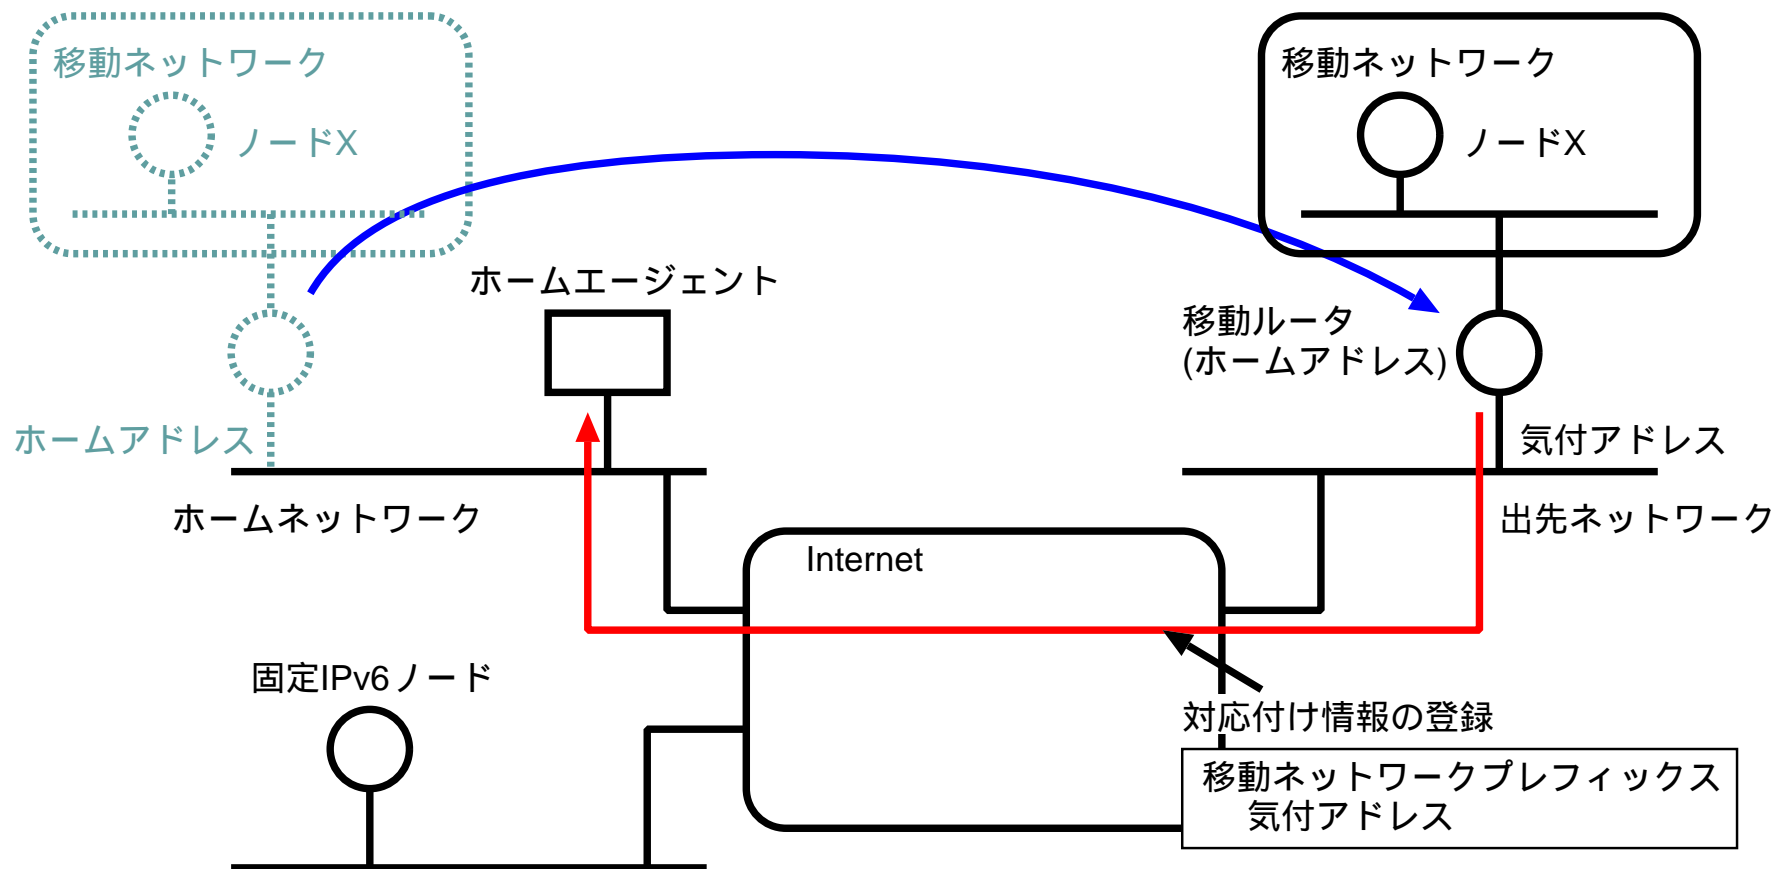 移動ネットワーク
ノードX
移動ネットワーク
ノードX
ホームエージェント
移動ルータ
(ホームアドレス)
ホームアドレス
気付アドレス
ホームネットワーク
出先ネットワーク
Internet
固定IPv6ノード
対応付け情報の登録
移動ネットワークプレフィックス
気付アドレス